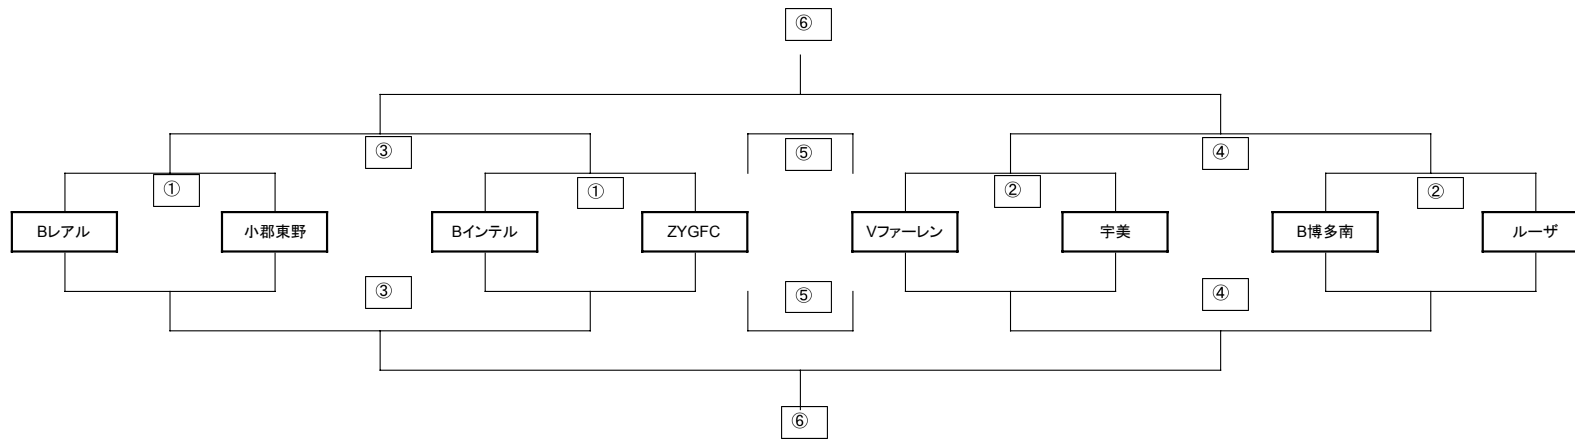 ⑥
③
⑤
④
①
①
②
②
Bレアル
小郡東野
Bインテル
ZYGFC
Vファーレン
宇美
B博多南
ルーザ
③
⑤
④
⑥